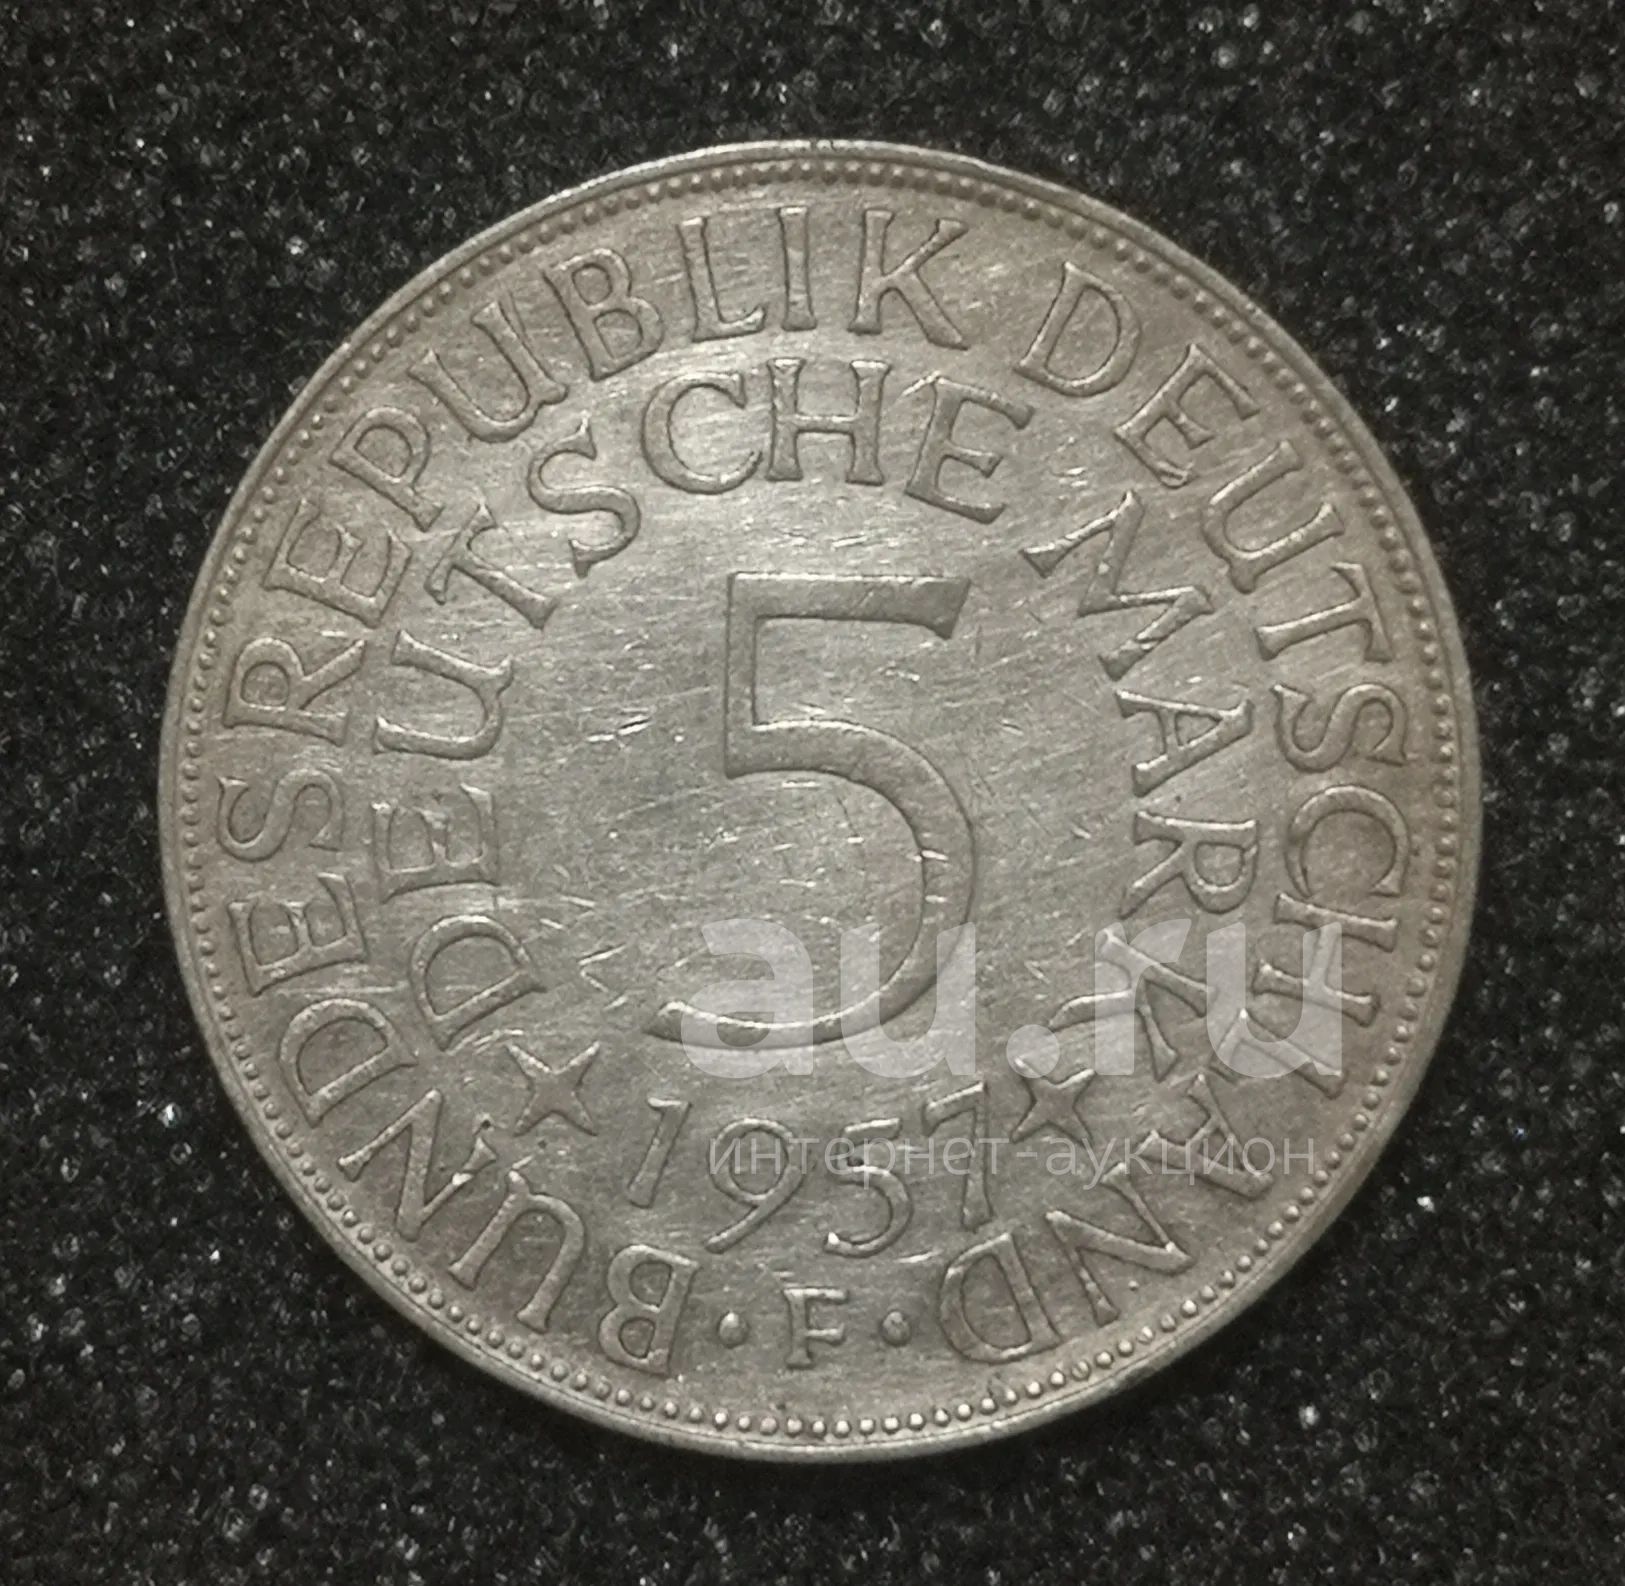 BUNDESREPUBLIK DEUTSCHLAND
DEUTSCHE MARK
5
1957
· F ·
au.ru
интернет-аукцион